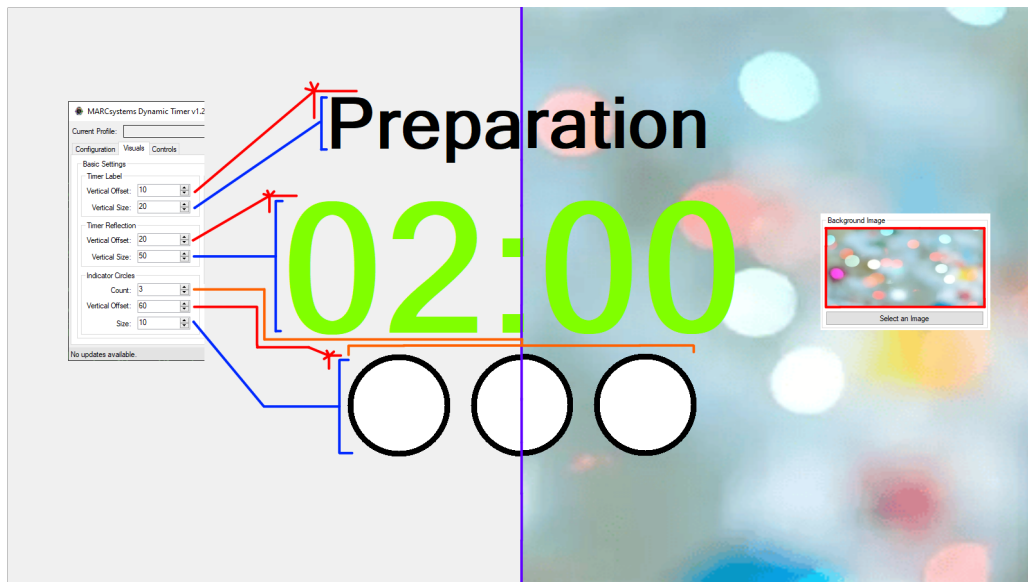 MARCsystems Dynamic Timer v1.2
Current Profile:
Configuration Visuals Controls
Basic Settings
Timer Label
Vertical Offset: 10
Vertical Size: 20
Timer Reflection
Vertical Offset: 20
Vertical Size: 50
Indicator Circles
Count: 3
Vertical Offset: 60
Size: 10
No updates available.
Preparation
02:00
Background Image
Select an Image